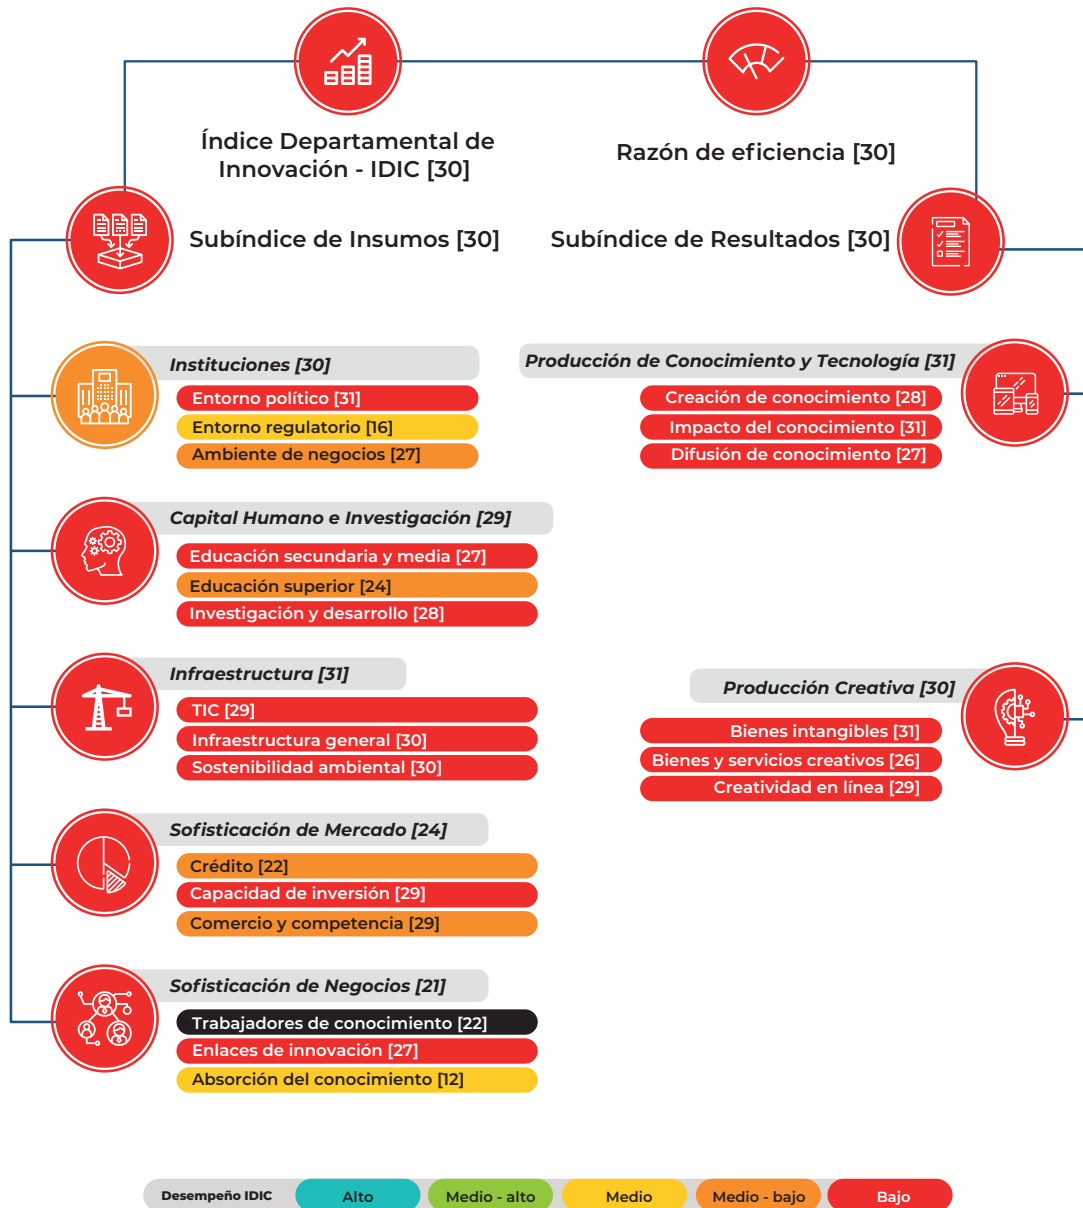 Índice Departamental de
Innovación - IDIC [30]
Razón de eficiencia [30]
Subíndice de Insumos [30]
Subíndice de Resultados [30]
Instituciones [30]
Entorno político [31]
Entorno regulatorio [16]
Ambiente de negocios [27]
Capital Humano e Investigación [29]
Educación secundaria y media [27]
Educación superior [24]
Investigación y desarrollo [28]
Infraestructura [31]
TIC [29]
Infraestructura general [30]
Sostenibilidad ambiental [30]
Sofisticación de Mercado [24]
Crédito [22]
Capacidad de inversión [29]
Comercio y competencia [29]
Sofisticación de Negocios [21]
Trabajadores de conocimiento [22]
Enlaces de innovación [27]
Absorción del conocimiento [12]
Producción de Conocimiento y Tecnología [31]
Creación de conocimiento [28]
Impacto del conocimiento [31]
Difusión de conocimiento [27]
Producción Creativa [30]
Bienes intangibles [31]
Bienes y servicios creativos [26]
Creatividad en línea [29]
Desempeño IDIC
Alto
Medio - alto
Medio
Medio - bajo
Bajo